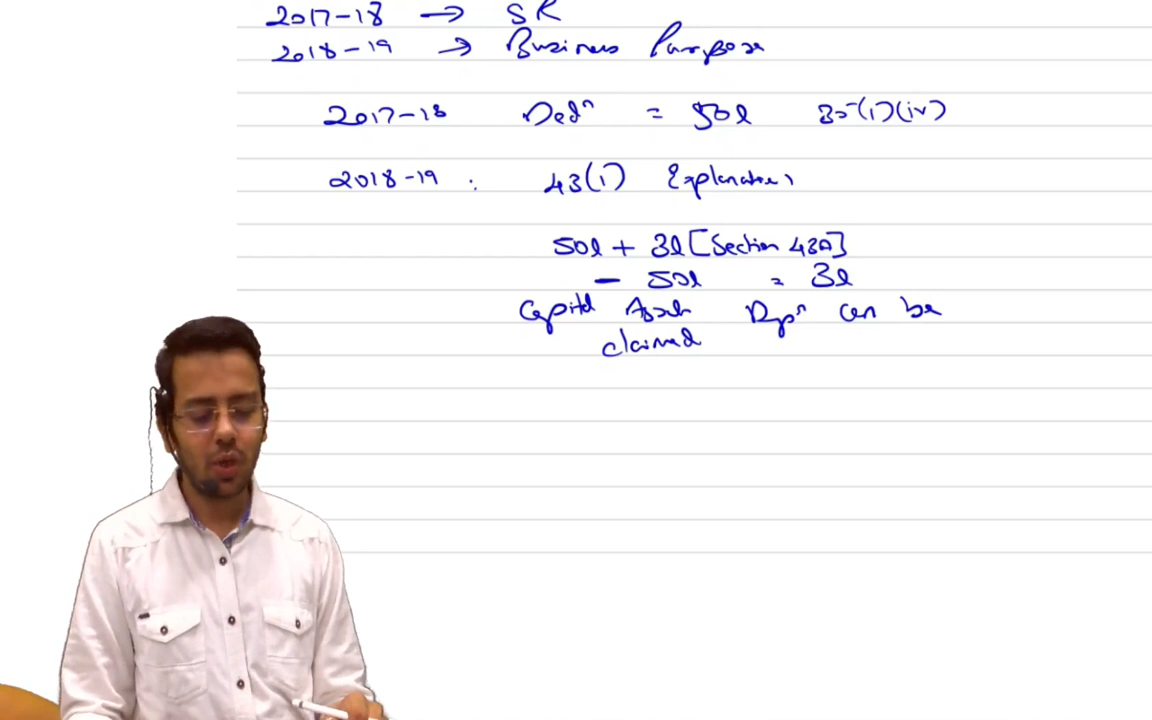 2017-18 → SR
2018-19 → Business Purpose
2017-18 Dedⁿ = 50l 35(1)(iv)
2018-19 : 43(1) Explanation 1
50l + 3l [Section 43A]
- 50l = 3l
Capital Asset Depⁿ can be
claimed